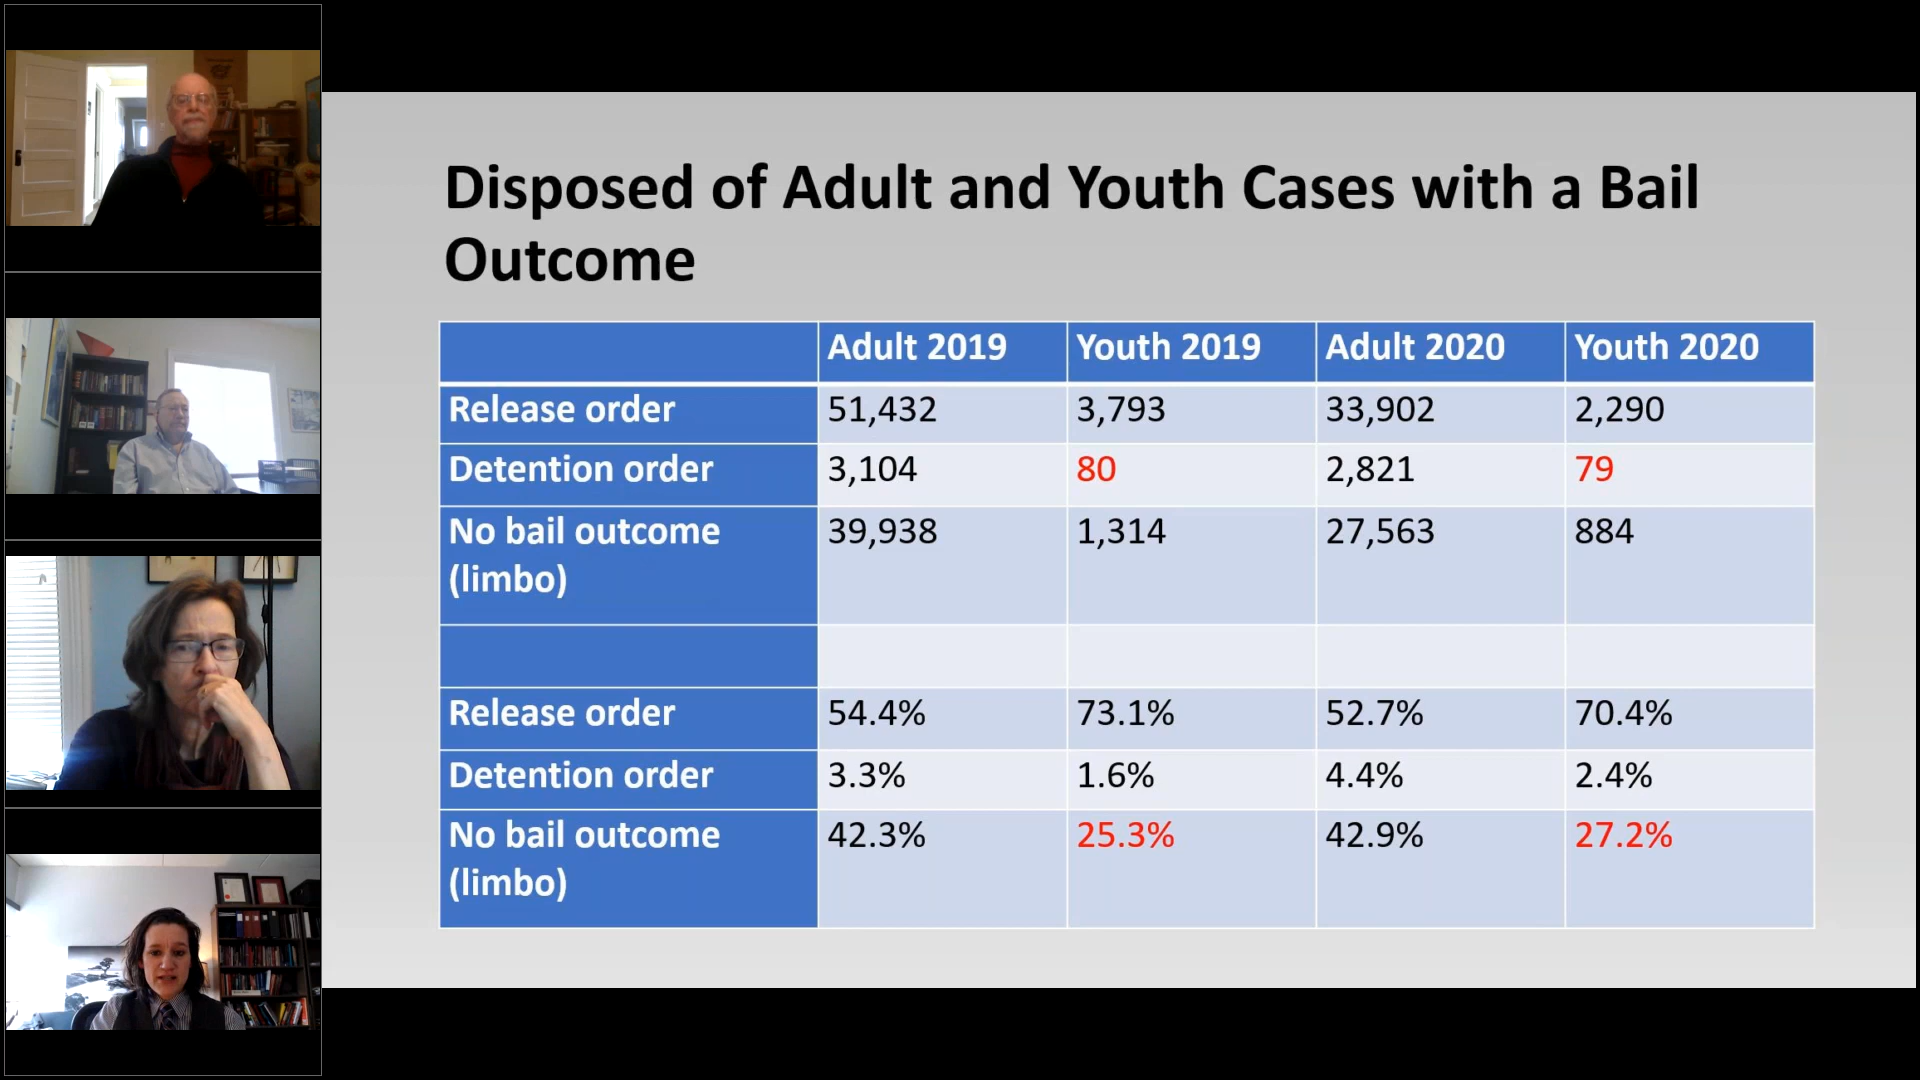 Disposed of Adult and Youth Cases with a Bail
Outcome
Adult 2019 Youth 2019 Adult 2020 Youth 2020
Release order 51,432 3,793 33,902 2,290
Detention order 3,104 80 2,821 79
No bail outcome 39,938 1,314 27,563 884
(limbo)
Release order 54.4% 73.1% 52.7% 70.4%
Detention order 3.3% 1.6% 4.4% 2.4%
No bail outcome 42.3% 25.3% 42.9% 27.2%
(limbo)